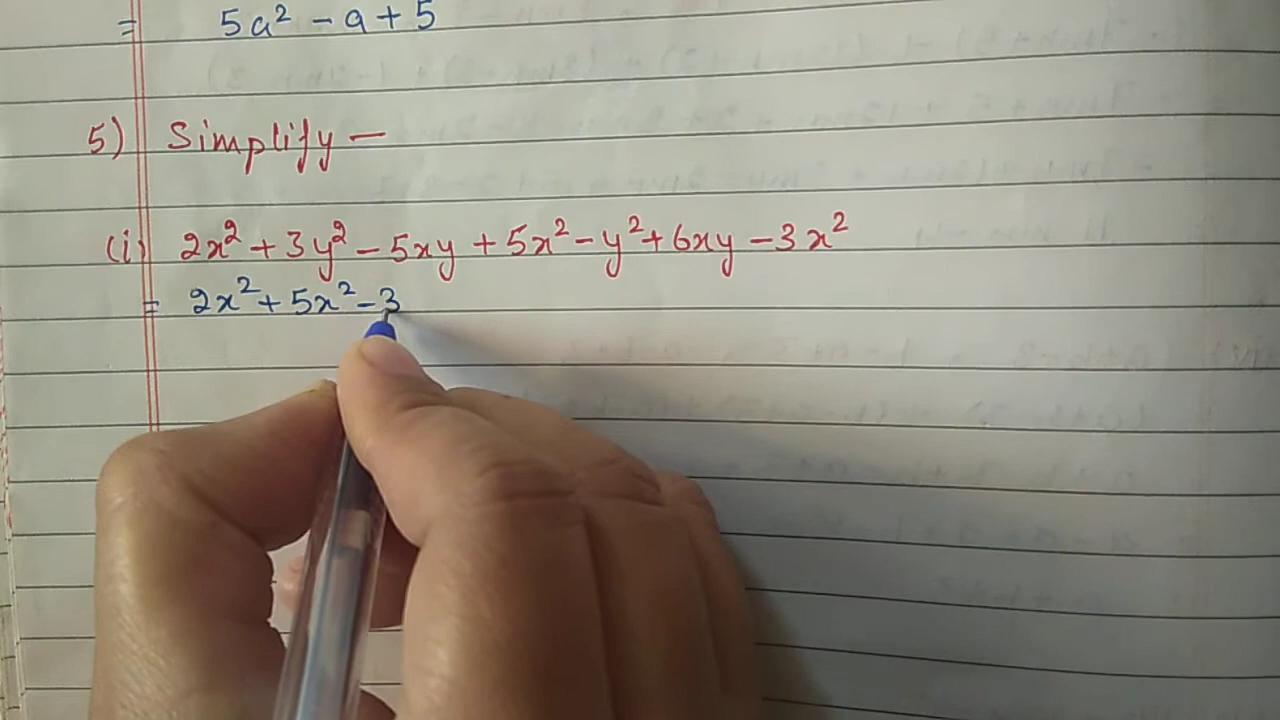 = 5a² - a + 5
5) Simplify —
(i) 2x² + 3y² - 5xy + 5x² - y² + 6xy - 3x²
= 2x² + 5x² - 3